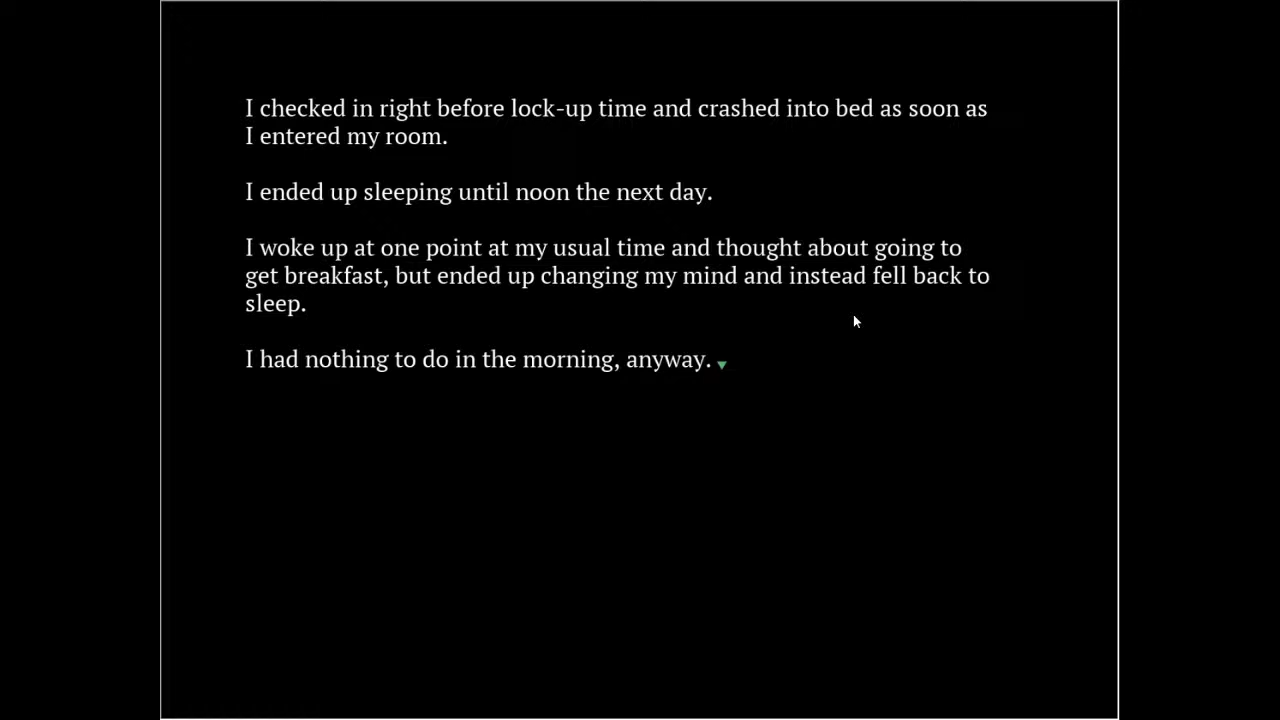 I checked in right before lock-up time and crashed into bed as soon as
I entered my room.
I ended up sleeping until noon the next day.
I woke up at one point at my usual time and thought about going to
get breakfast, but ended up changing my mind and instead fell back to
sleep.
I had nothing to do in the morning, anyway.